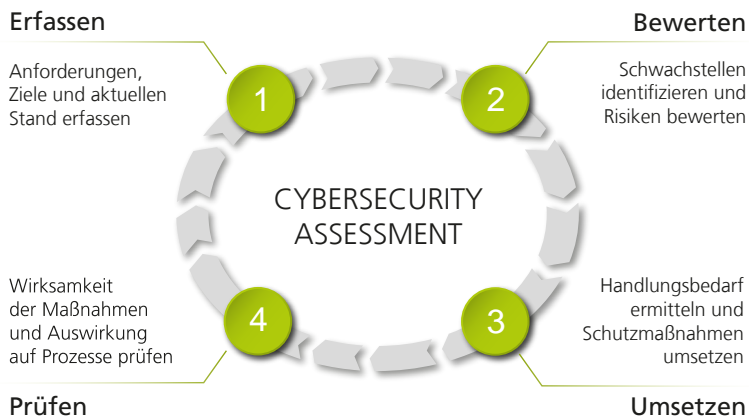 Erfassen
Anforderungen,
Ziele und aktuellen
Stand erfassen
1
Bewerten
Schwachstellen
identifizieren und
Risiken bewerten
2
CYBERSECURITY
ASSESSMENT
Handlungsbedarf
ermitteln und
Schutzmaßnahmen
umsetzen
3
Umsetzen
Wirksamkeit
der Maßnahmen
und Auswirkung
auf Prozesse prüfen
4
Prüfen